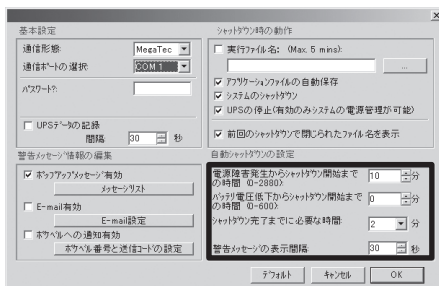 基本設定
通信形態:
MegaTec
通信ポートの選択:
COM 1
パスワード?:
UPSデータの記録
間隔:
30
秒
警告メッセージ情報の編集
ポップアップメッセージ有効
メッセージリスト
E-mail有効
E-mail設定
ポケベルへの通知有効
ポケベル番号と送信コードの設定
シャットダウン時の動作
実行ファイル名: (Max. 5 mins):
...
アプリケーションファイルの自動保存
システムのシャットダウン
UPSの停止(有効のみシステムの電源管理が可能)
前回のシャットダウンで閉じられたファイル名を表示
自動シャットダウンの設定
電源障害発生からシャットダウン開始まで
の時間 (0-2880):
10
分
バッテリ電圧低下からシャットダウン開始まで
の時間 (0-600):
0
分
シャットダウン完了までに必要な時間:
2
分
警告メッセージの表示間隔:
30
秒
デフォルト
キャンセル
OK